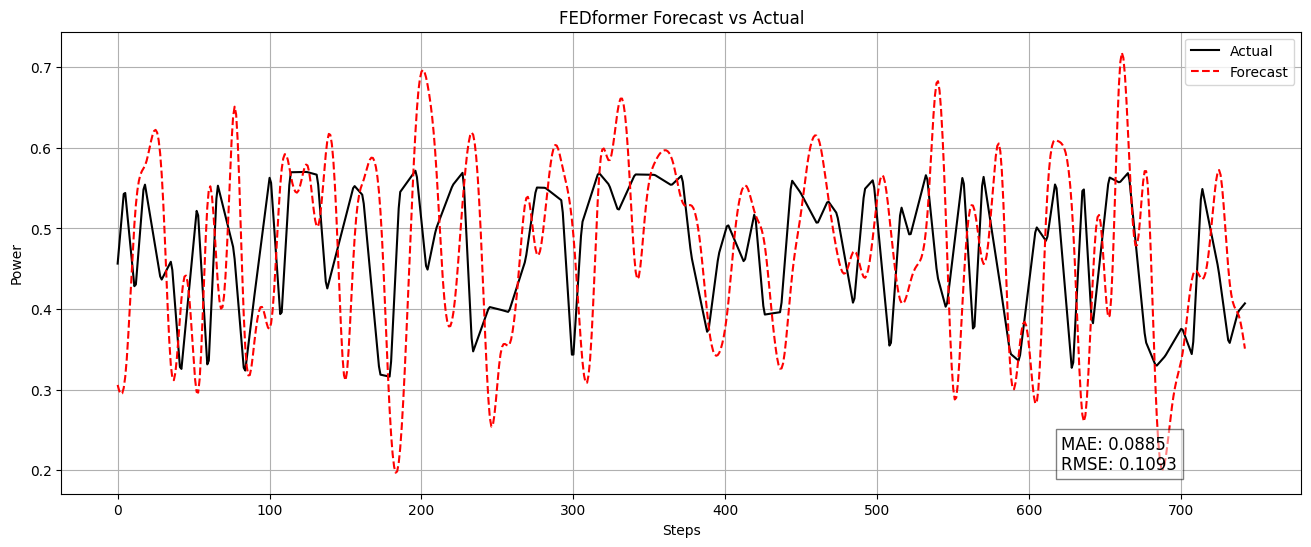 FEDformer Forecast vs Actual
Power
0.7
0.6
0.5
0.4
0.3
0.2
Actual
Forecast
MAE: 0.0885
RMSE: 0.1093
0 100 200 300 400 500 600 700
Steps